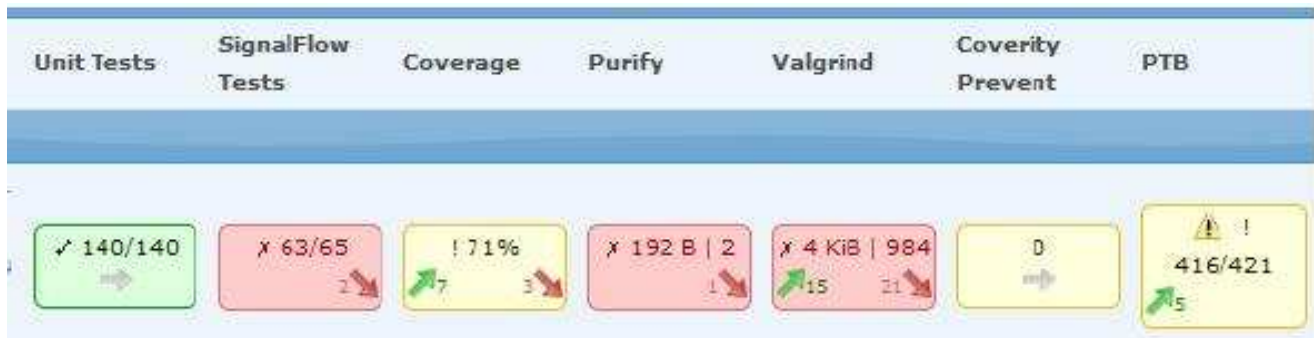 Unit Tests
SignalFlow
Tests
Coverage
Purify
Valgrind
Coverity
Prevent
PTB
✓ 140/140
✗ 63/65
2
! 71%
7 3
✗ 192 B | 2
1
✗ 4 KiB | 984
15 21
0
⚠ !
416/421
5